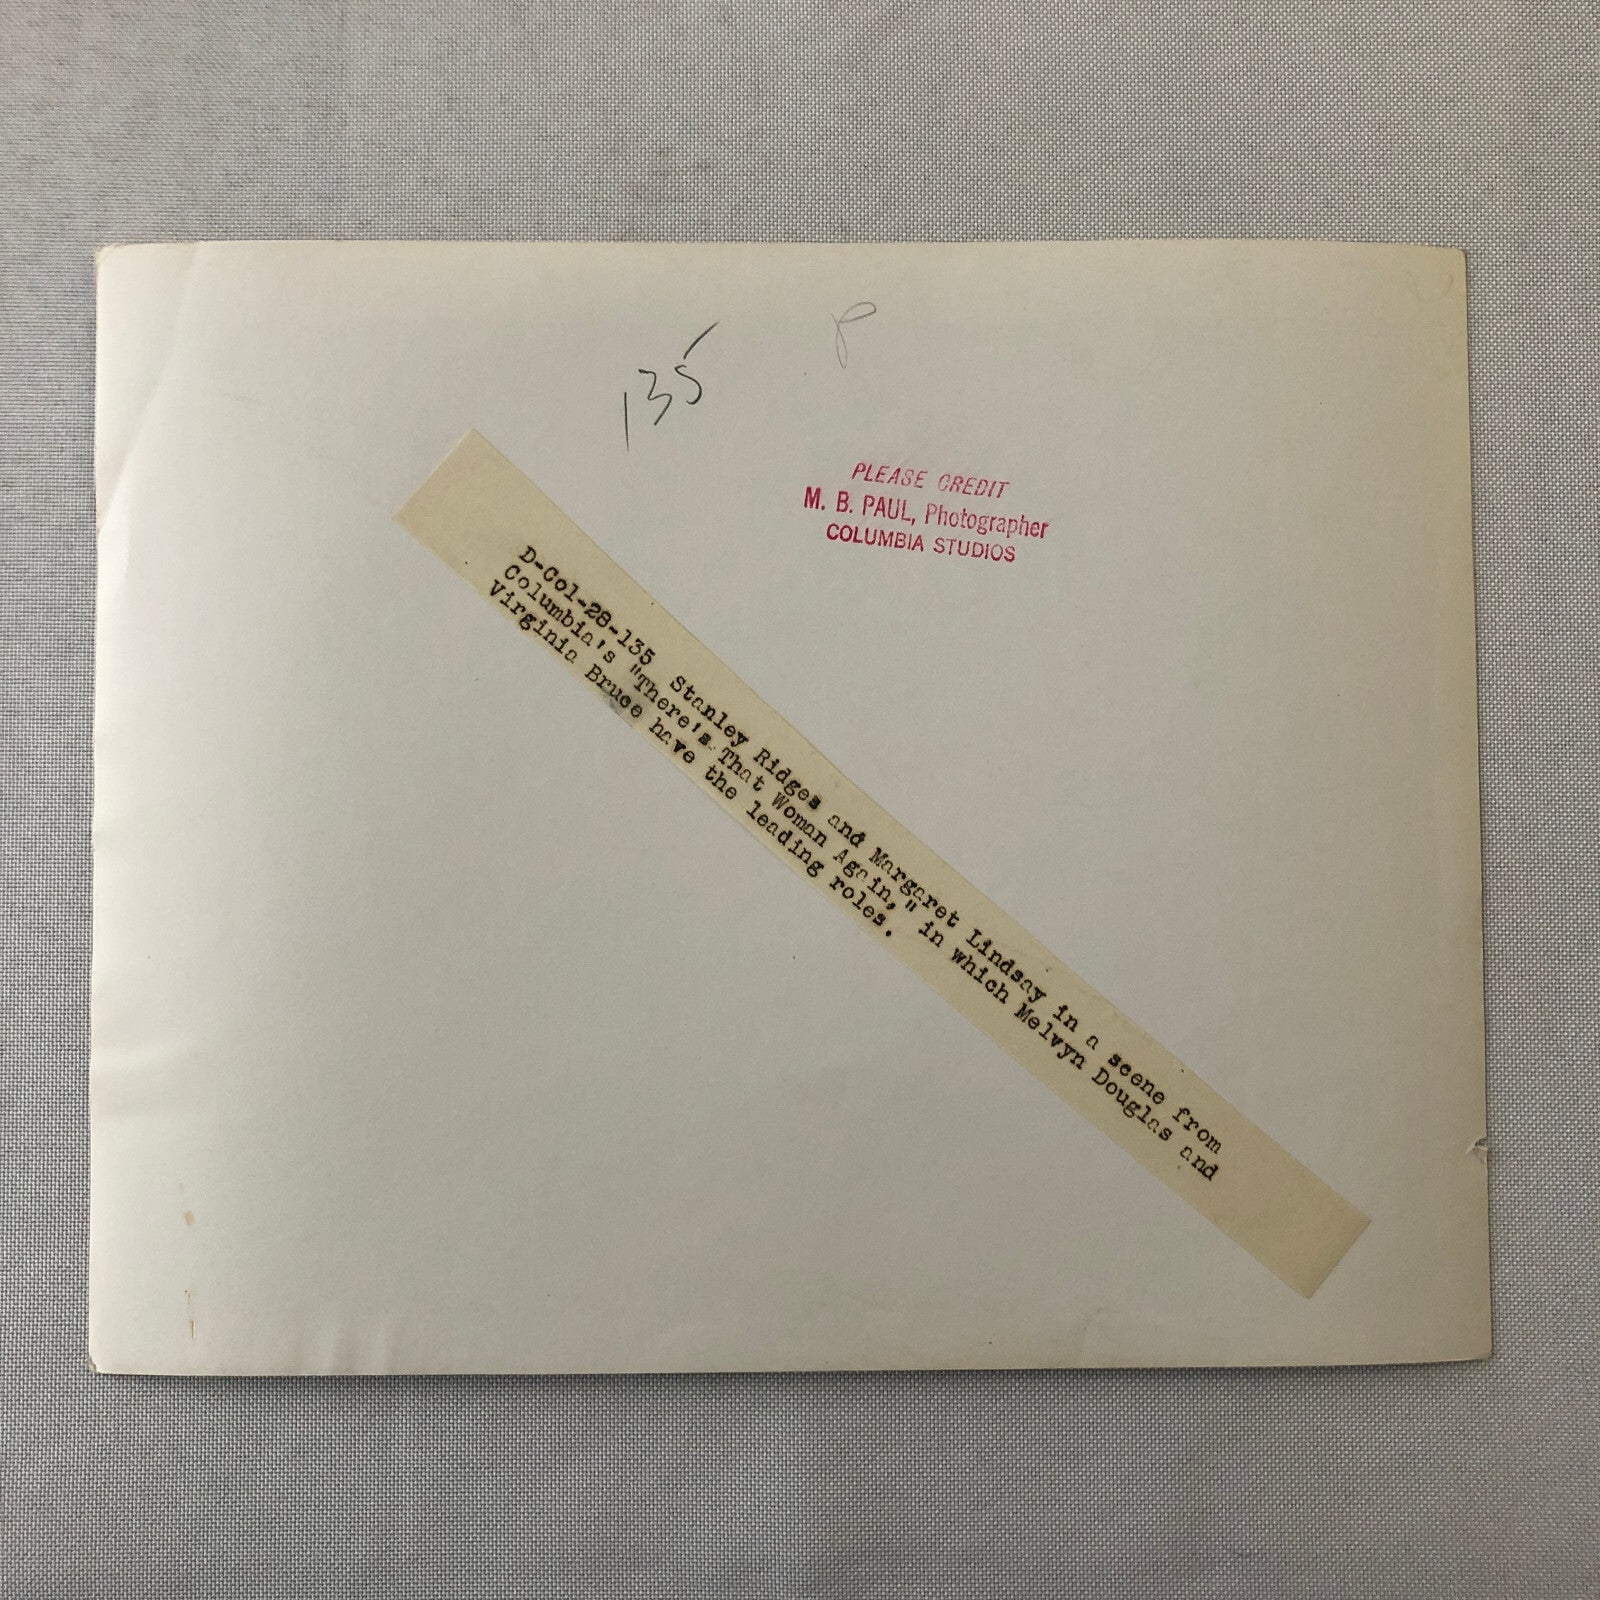 135
P
PLEASE CREDIT
M. B. PAUL, Photographer
COLUMBIA STUDIOS
D-Col-28-135 Stanley Ridges and Margaret Lindsay in a scene from
Columbia's "There's That Woman Again," in which Melvyn Douglas and
Virginia Bruce have the leading roles.